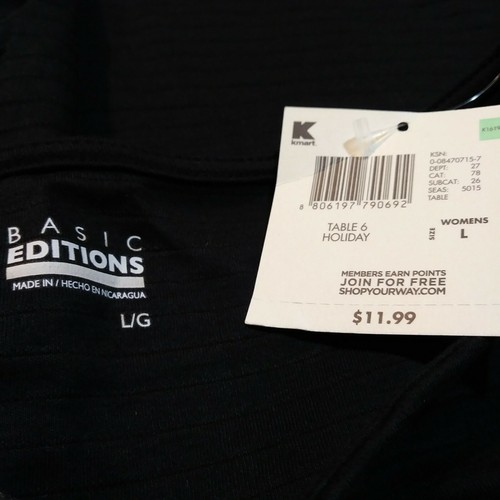 BASIC
EDITIONS
MADE IN / HECHO EN NICARAGUA
L/G
K
kmart
8 806197 790692
KSN:
0-08470715-7
DEPT: 27
CAT: 78
SUBCAT: 26
SEAS: 5015
TABLE
TABLE 6
HOLIDAY
SIZE
WOMENS
L
MEMBERS EARN POINTS
JOIN FOR FREE
SHOPYOURWAY.COM
$11.99